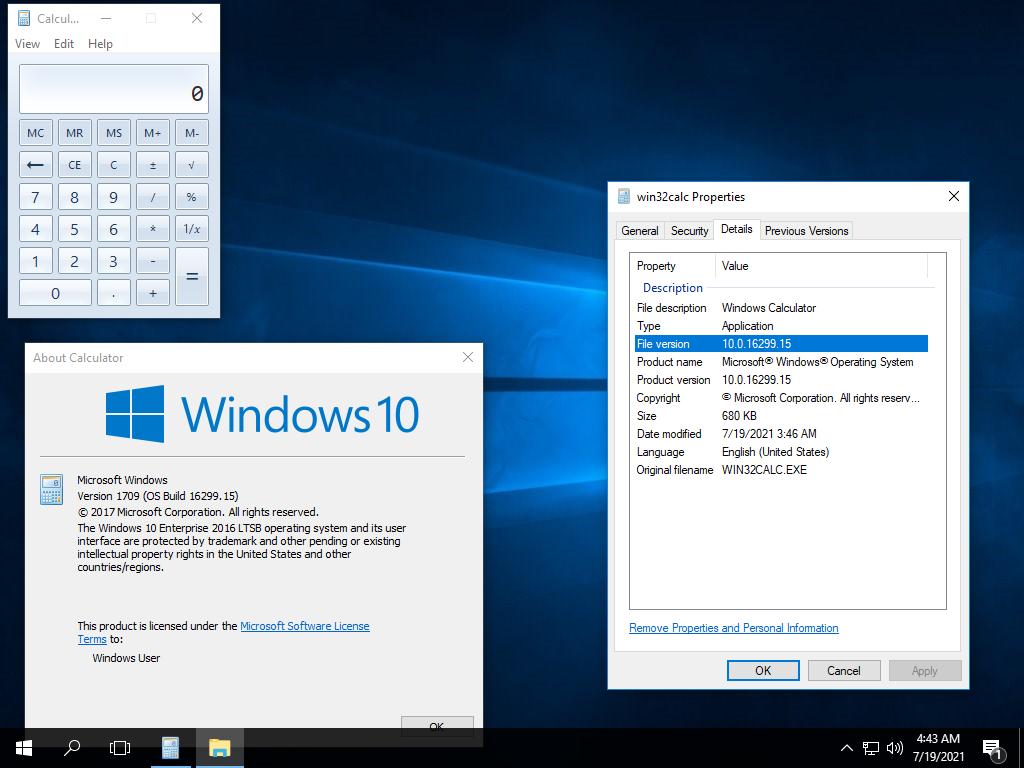 Calcul...
View Edit Help
0
MC MR MS M+ M-
← CE C ± √
7 8 9 / %
4 5 6 * 1/x
1 2 3 - =
0 . +
About Calculator
Windows 10
Microsoft Windows
Version 1709 (OS Build 16299.15)
© 2017 Microsoft Corporation. All rights reserved.
The Windows 10 Enterprise 2016 LTSB operating system and its user
interface are protected by trademark and other pending or existing
intellectual property rights in the United States and other
countries/regions.
This product is licensed under the Microsoft Software License
Terms to:
Windows User
OK
win32calc Properties
General Security Details Previous Versions
Property Value
Description
File description Windows Calculator
Type Application
File version 10.0.16299.15
Product name Microsoft® Windows® Operating System
Product version 10.0.16299.15
Copyright © Microsoft Corporation. All rights reserv...
Size 680 KB
Date modified 7/19/2021 3:46 AM
Language English (United States)
Original filename WIN32CALC.EXE
Remove Properties and Personal Information
OK Cancel Apply
4:43 AM
7/19/2021
1